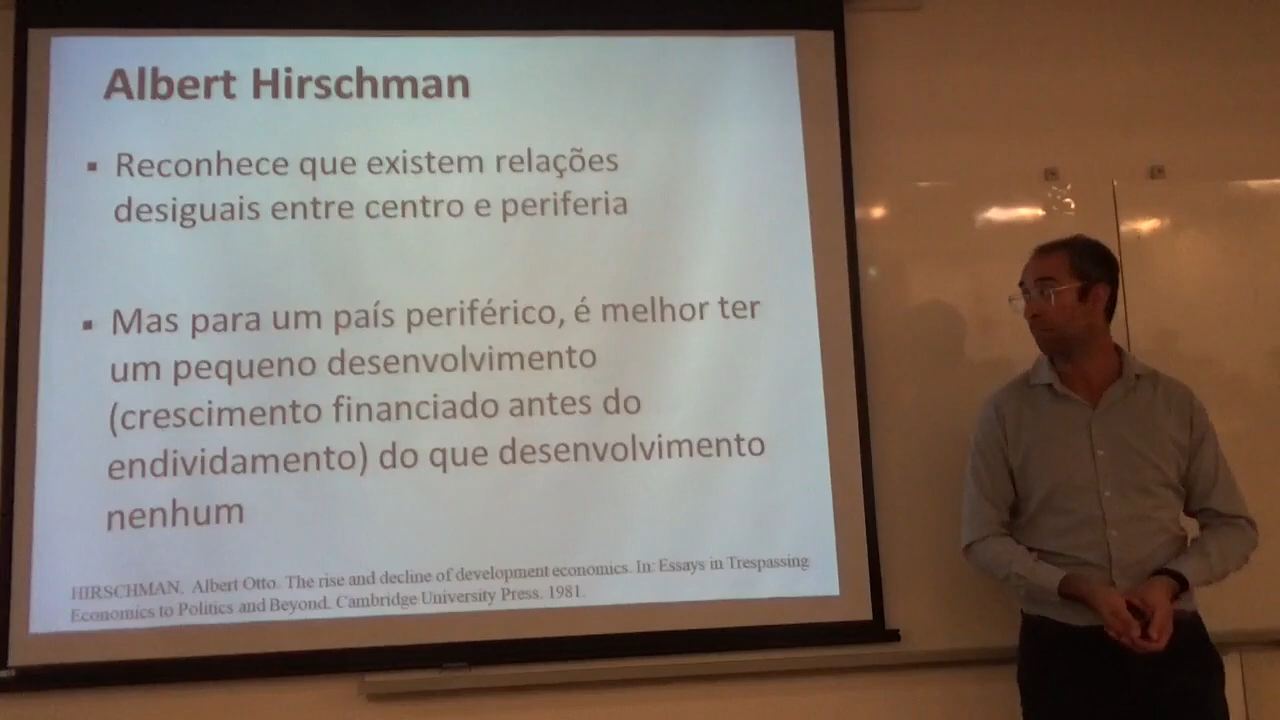 Albert Hirschman
▪ Reconhece que existem relações
desiguais entre centro e periferia
▪ Mas para um país periférico, é melhor ter
um pequeno desenvolvimento
(crescimento financiado antes do
endividamento) do que desenvolvimento
nenhum
HIRSCHMAN, Albert Otto. The rise and decline of development economics. In: Essays in Trespassing
Economics to Politics and Beyond. Cambridge University Press. 1981.